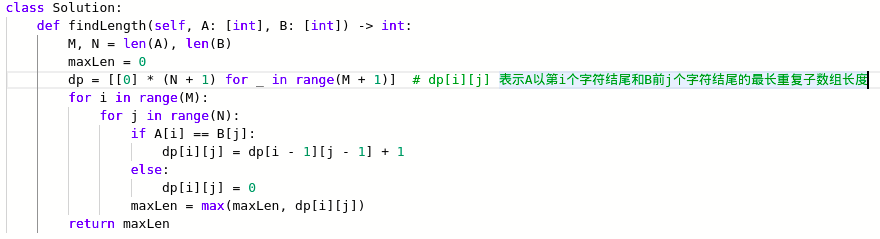 class Solution:
    def findLength(self, A: [int], B: [int]) -> int:
        M, N = len(A), len(B)
        maxLen = 0
        dp = [[0] * (N + 1) for _ in range(M + 1)]  # dp[i][j] 表示A以第i个字符结尾和B前j个字符结尾的最长重复子数组长度
        for i in range(M):
            for j in range(N):
                if A[i] == B[j]:
                    dp[i][j] = dp[i - 1][j - 1] + 1
                else:
                    dp[i][j] = 0
                maxLen = max(maxLen, dp[i][j])
        return maxLen